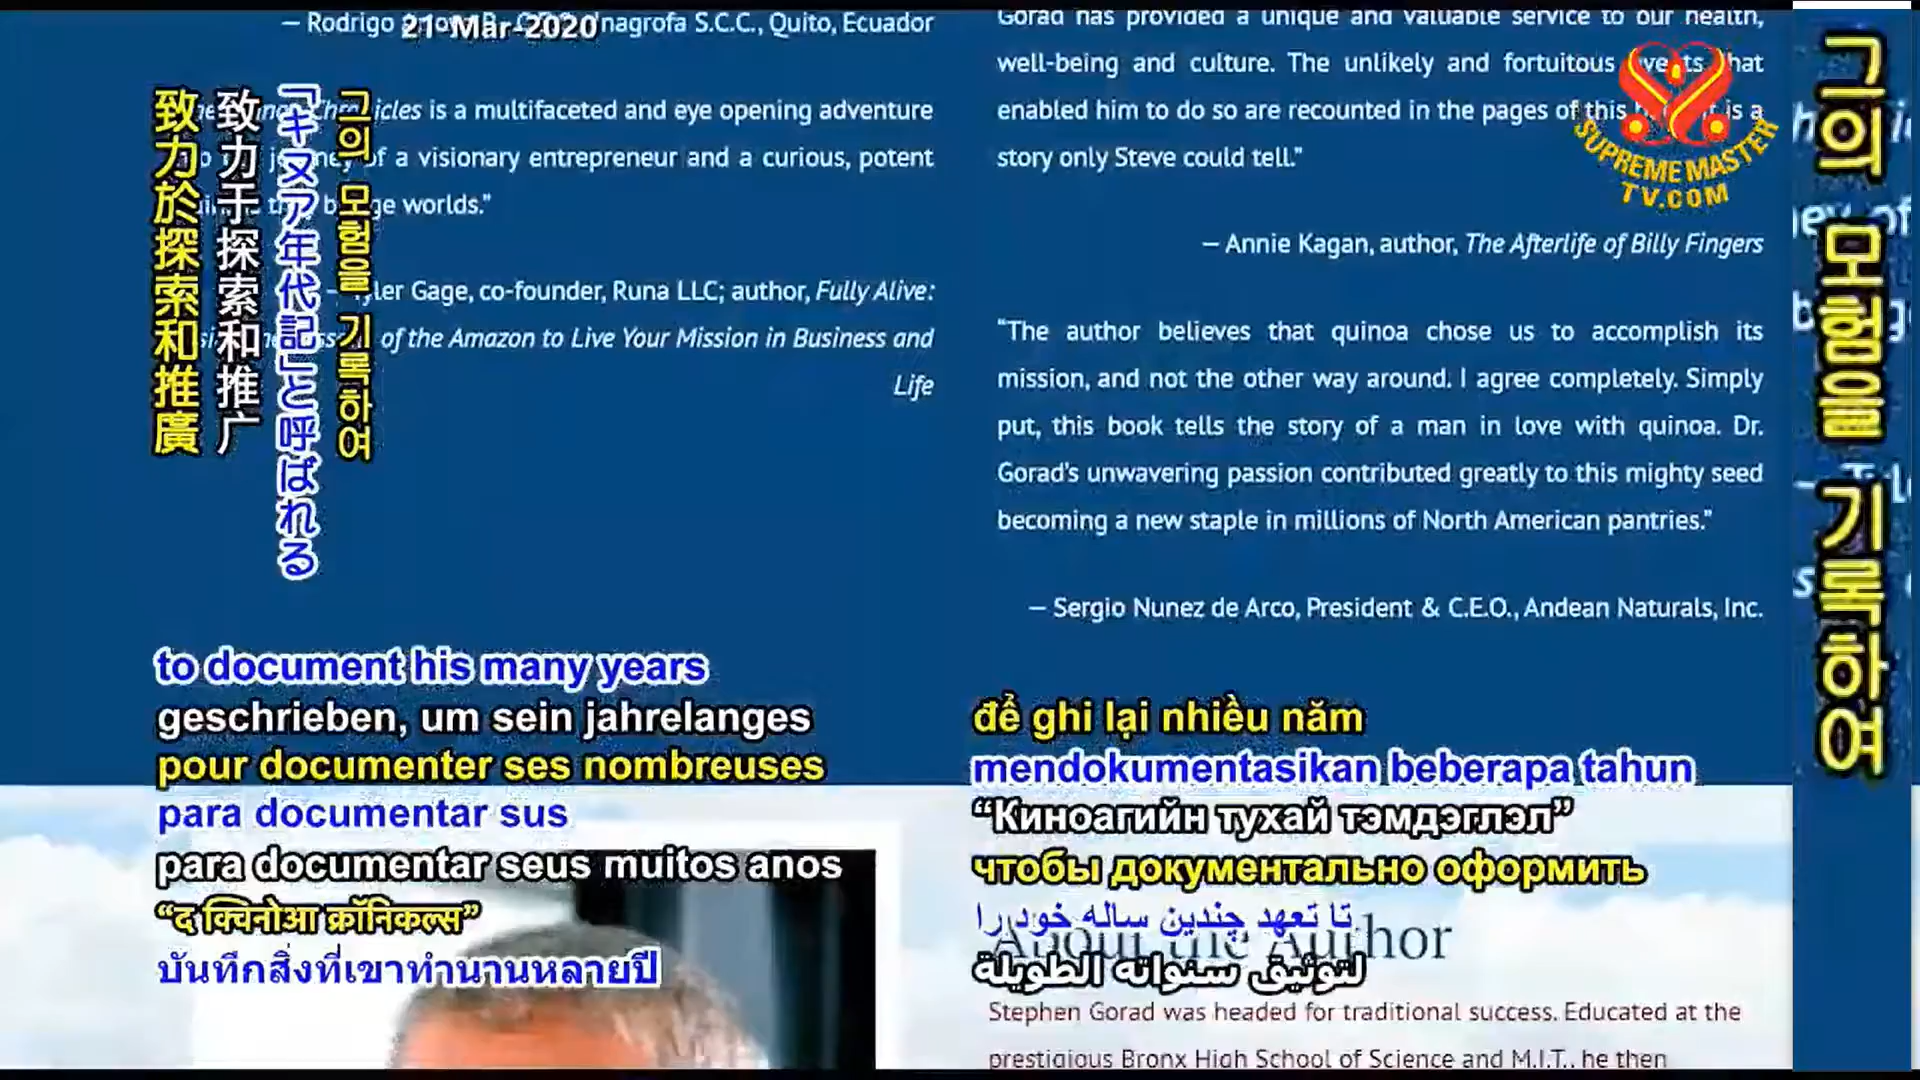 21-Mar-2020
— Rodrigo S.C.C., Quito, Ecuador
is a multifaceted and eye opening adventure
of a visionary entrepreneur and a curious, potent
worlds.”
Gage, co-founder, Runa LLC; author, Fully Alive:
of the Amazon to Live Your Mission in Business and
Life
Gorad has provided a unique and valuable service to our health,
well-being and culture. The unlikely and fortuitous events that
enabled him to do so are recounted in the pages of this is a
story only Steve could tell.”
— Annie Kagan, author, The Afterlife of Billy Fingers
“The author believes that quinoa chose us to accomplish its
mission, and not the other way around. I agree completely. Simply
put, this book tells the story of a man in love with quinoa. Dr.
Gorad’s unwavering passion contributed greatly to this mighty seed
becoming a new staple in millions of North American pantries.”
— Sergio Nunez de Arco, President & C.E.O., Andean Naturals, Inc.
SUPREME MASTER
TV.COM
致力於探索和推廣
致力于探索和推广
「キヌア年代記」と呼ばれる
그의 모험을 기록하여
그의 모험을 기록하여
to document his many years
geschrieben, um sein jahrelanges
pour documenter ses nombreuses
para documentar sus
para documentar seus muitos anos
“द क्विनोआ क्रॉनिकल्स”
บันทึกสิ่งที่เขาทำนานหลายปี
để ghi lại nhiều năm
mendokumentasikan beberapa tahun
“Киноагийн тухай тэмдэглэл”
чтобы документально оформить
تا تعهد چندین ساله خود را
لتوثيق سنواته الطويلة
About the Author
Stephen Gorad was headed for traditional success. Educated at the
prestigious Bronx High School of Science and M.I.T., he then